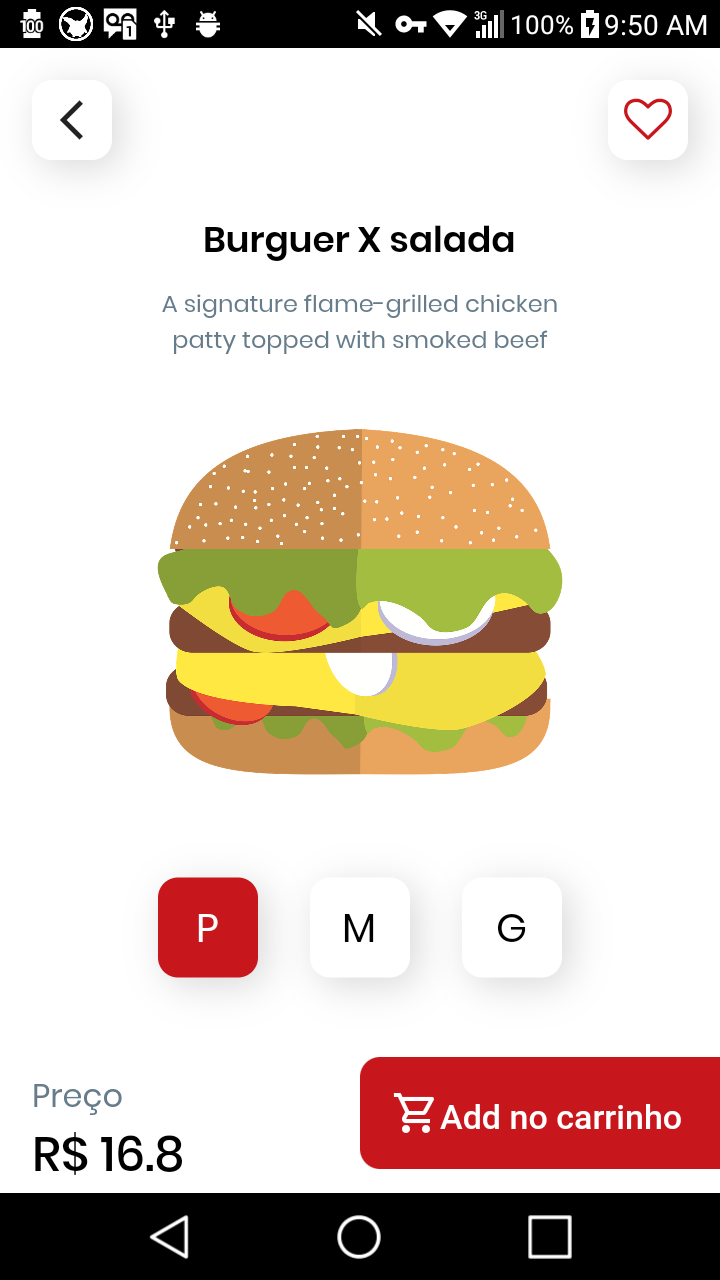 100 1 3G 100% 9:50 AM
Burguer X salada
A signature flame-grilled chicken
patty topped with smoked beef
P M G
Preço
R$ 16.8
Add no carrinho